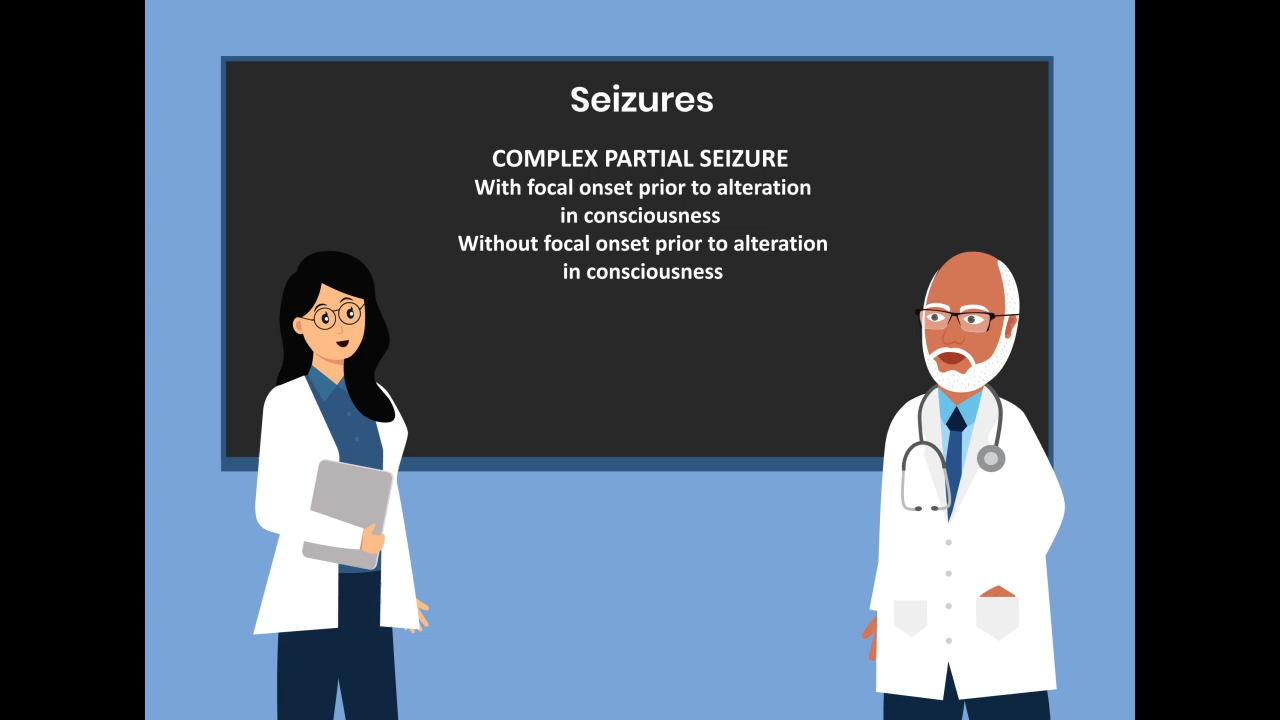 Seizures
COMPLEX PARTIAL SEIZURE
With focal onset prior to alteration
in consciousness
Without focal onset prior to alteration
in consciousness